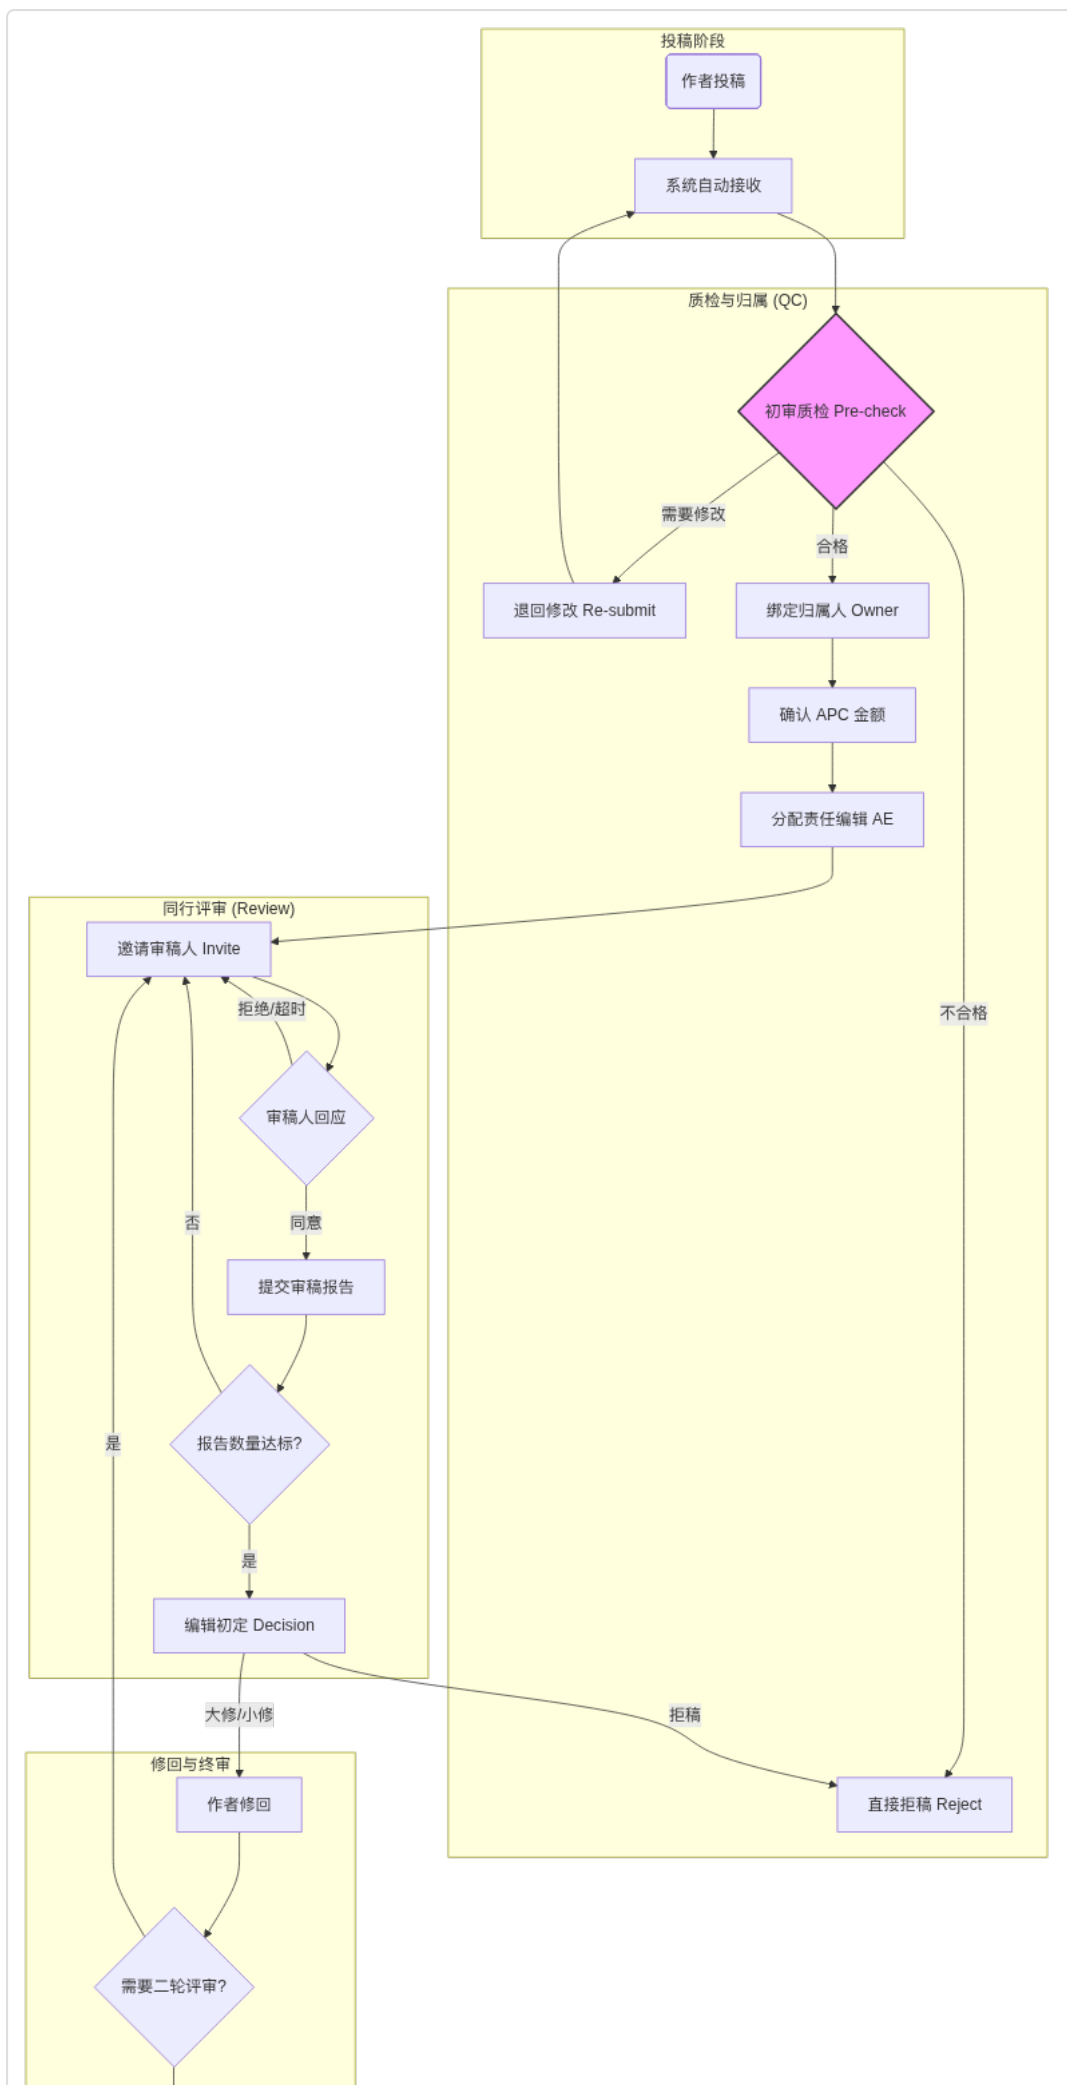 投稿阶段
作者投稿
系统自动接收
质检与归属 (QC)
初审质检 Pre-check
需要修改
合格
退回修改 Re-submit
绑定归属人 Owner
确认 APC 金额
分配责任编辑 AE
同行评审 (Review)
邀请审稿人 Invite
拒绝/超时
不合格
审稿人回应
否
同意
提交审稿报告
报告数量达标?
是
是
编辑初定 Decision
大修/小修
拒稿
修回与终审
作者修回
直接拒稿 Reject
需要二轮评审?